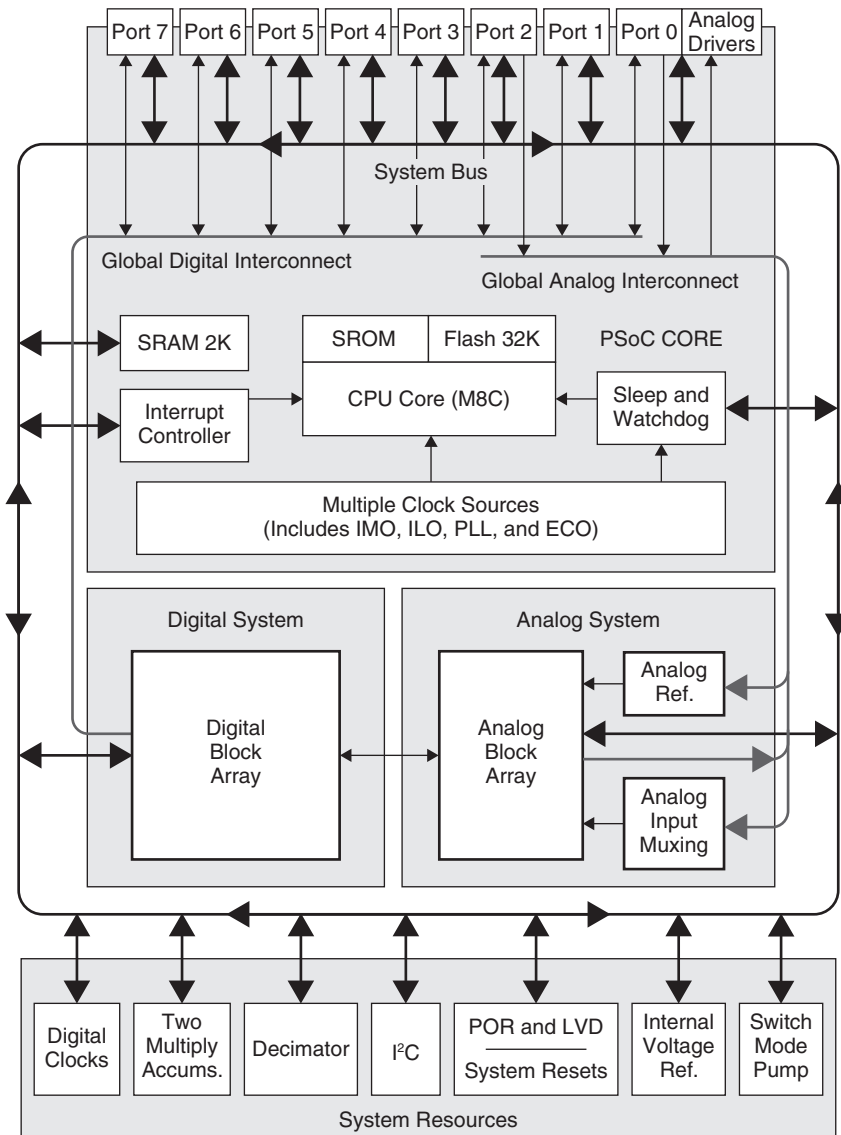 Port 7
Port 6
Port 5
Port 4
Port 3
Port 2
Port 1
Port 0
Analog
Drivers
System Bus
Global Digital Interconnect
Global Analog Interconnect
SRAM 2K
SROM
Flash 32K
PSoC CORE
CPU Core (M8C)
Interrupt
Controller
Sleep and
Watchdog
Multiple Clock Sources
(Includes IMO, ILO, PLL, and ECO)
Digital System
Analog System
Digital
Block
Array
Analog
Block
Array
Analog
Ref.
Analog
Input
Muxing
Digital
Clocks
Two
Multiply
Accums.
Decimator
I²C
POR and LVD
System Resets
Internal
Voltage
Ref.
Switch
Mode
Pump
System Resources